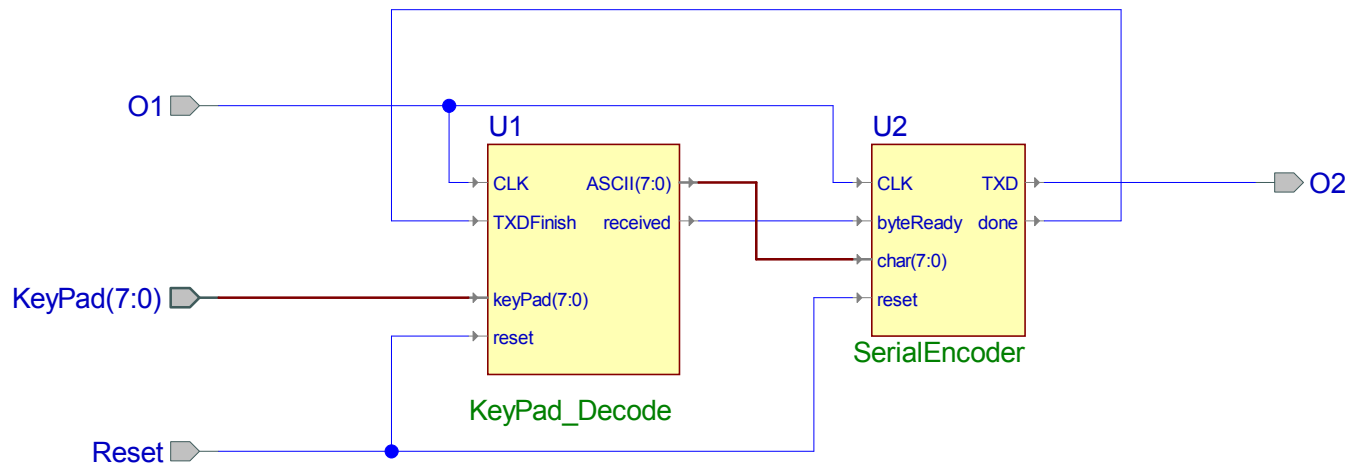 O1
U1
U2
CLK
ASCII(7:0)
CLK
TXD
O2
TXDFinish
received
byteReady
done
char(7:0)
KeyPad(7:0)
keyPad(7:0)
reset
reset
SerialEncoder
KeyPad_Decode
Reset